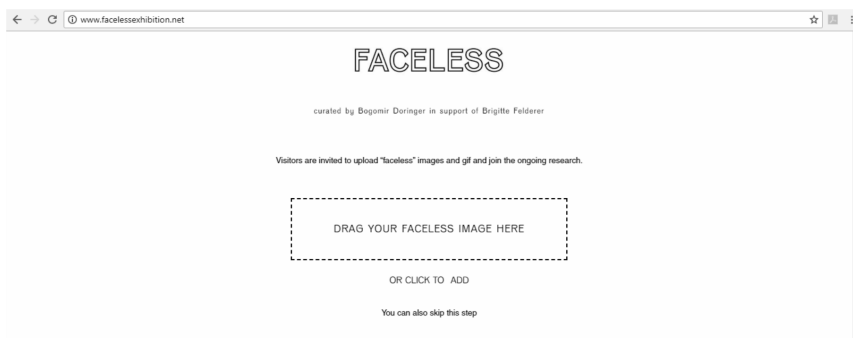 www.facelessexhibition.net
FACELESS
curated by Bogomir Doringer in support of Brigitte Felderer
Visitors are invited to upload "faceless" images and gif and join the ongoing research.
DRAG YOUR FACELESS IMAGE HERE
OR CLICK TO ADD
You can also skip this step